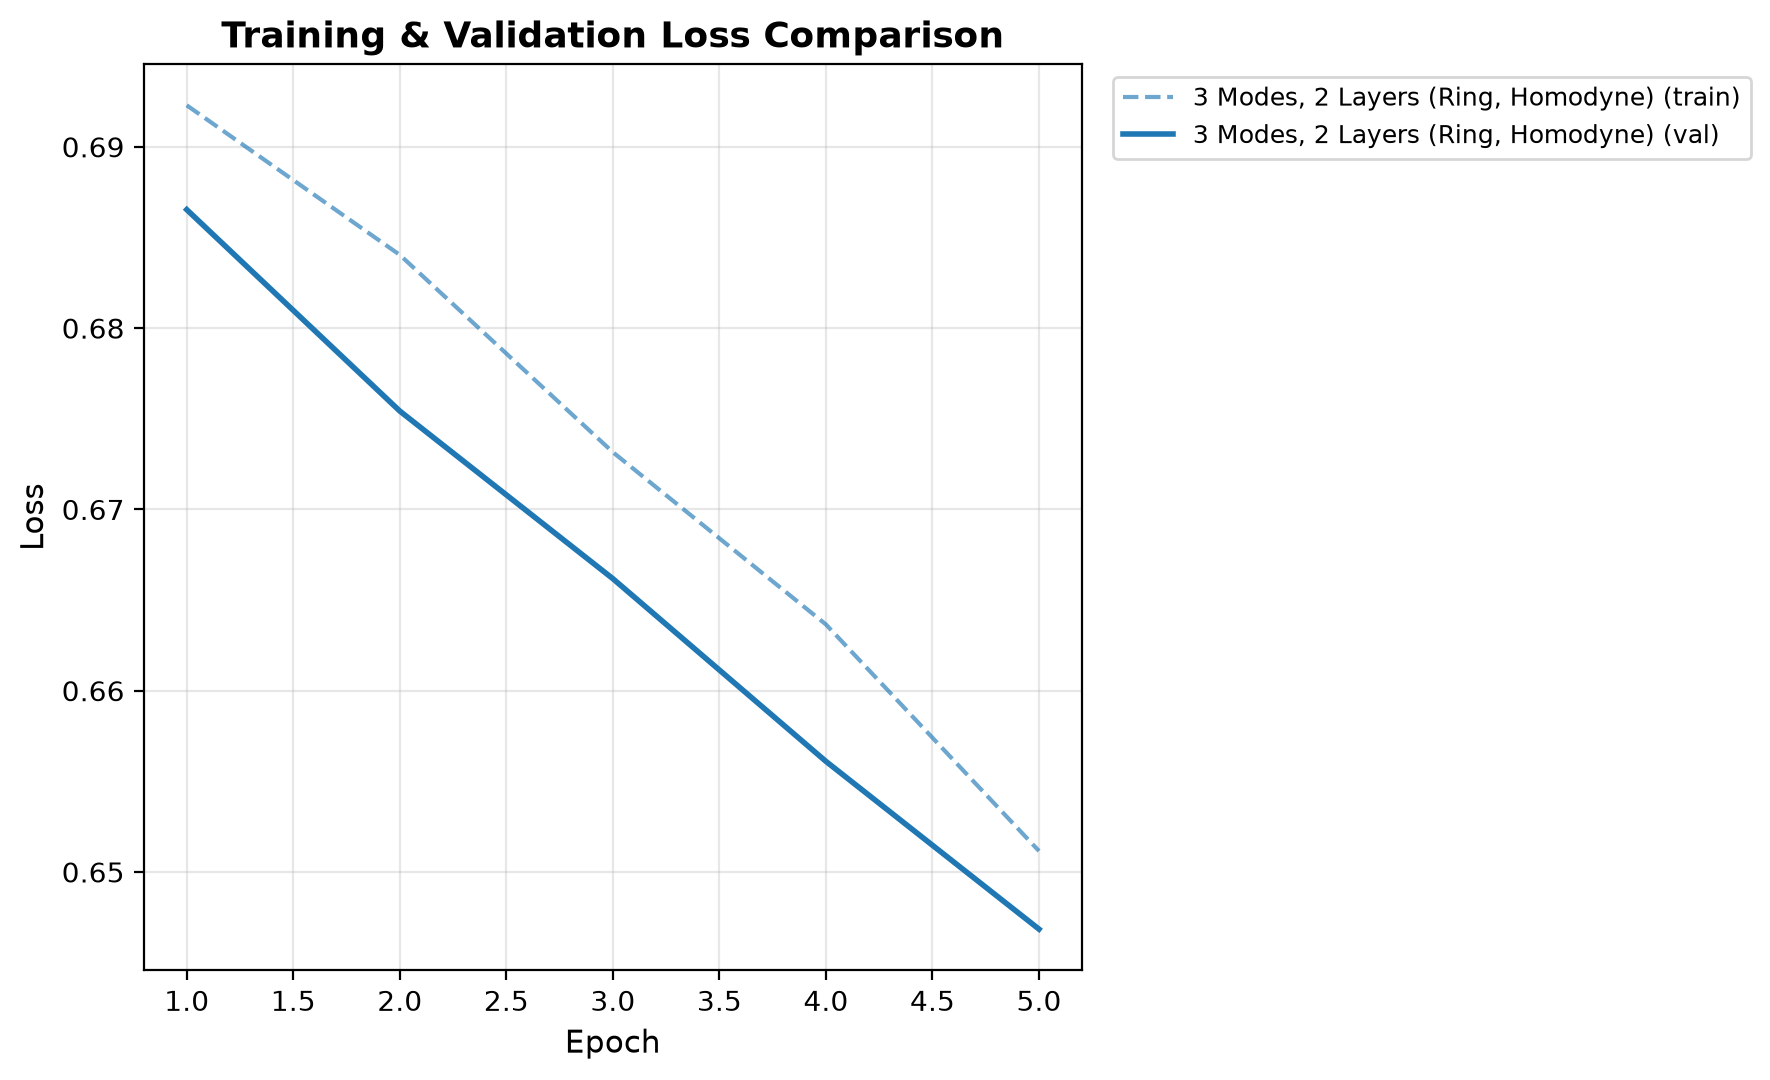 Training & Validation Loss Comparison
3 Modes, 2 Layers (Ring, Homodyne) (train)
3 Modes, 2 Layers (Ring, Homodyne) (val)
Loss
0.69
0.68
0.67
0.66
0.65
1.0 1.5 2.0 2.5 3.0 3.5 4.0 4.5 5.0
Epoch